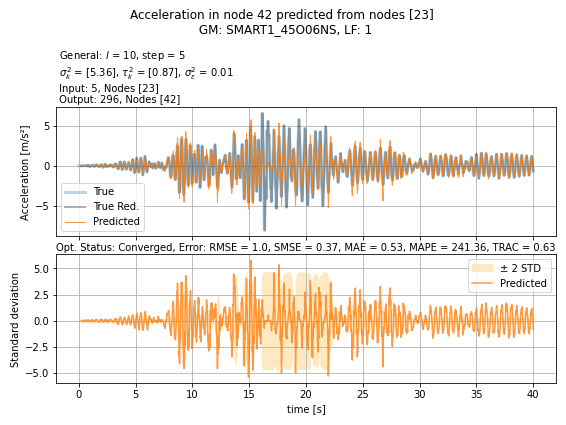 Acceleration in node 42 predicted from nodes [23]
GM: SMART1_45O06NS, LF: 1
General: l = 10, step = 5
σ²ₖ = [5.36], τ²ₖ = [0.87], σ²ε = 0.01
Input: 5, Nodes [23]
Output: 296, Nodes [42]
Acceleration [m/s²]
5
0
−5
True
True Red.
Predicted
Opt. Status: Converged, Error: RMSE = 1.0, SMSE = 0.37, MAE = 0.53, MAPE = 241.36, TRAC = 0.63
Standard deviation
5.0
2.5
0.0
−2.5
−5.0
± 2 STD
Predicted
0 5 10 15 20 25 30 35 40
time [s]